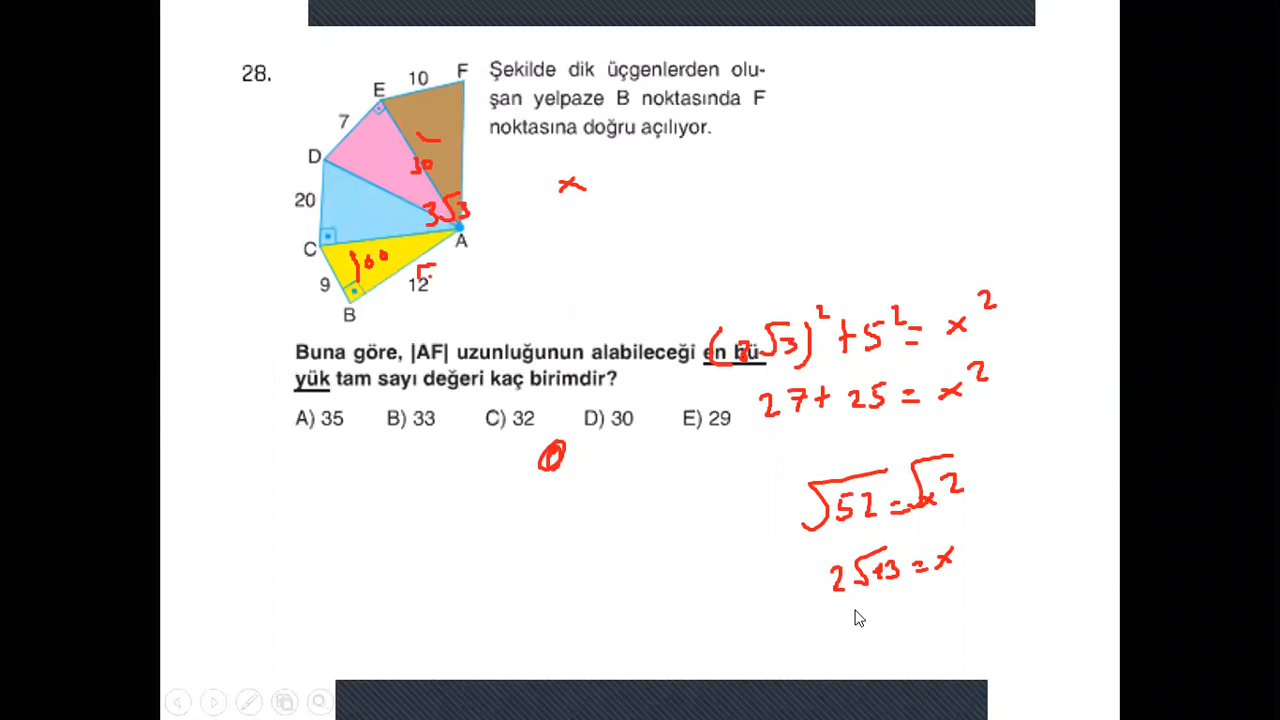 28.
E 10 F
7
D
30
20
3√3
C
A
100
9
12
B
Şekilde dik üçgenlerden olu-
şan yelpaze B noktasında F
noktasına doğru açılıyor.
x
Buna göre, |AF| uzunluğunun alabileceği en bü-
yük tam sayı değeri kaç birimdir?
A) 35 B) 33 C) 32 D) 30 E) 29
(3√3)² + 5² = x²
27 + 25 = x²
√52 = √x²
2√13 = x